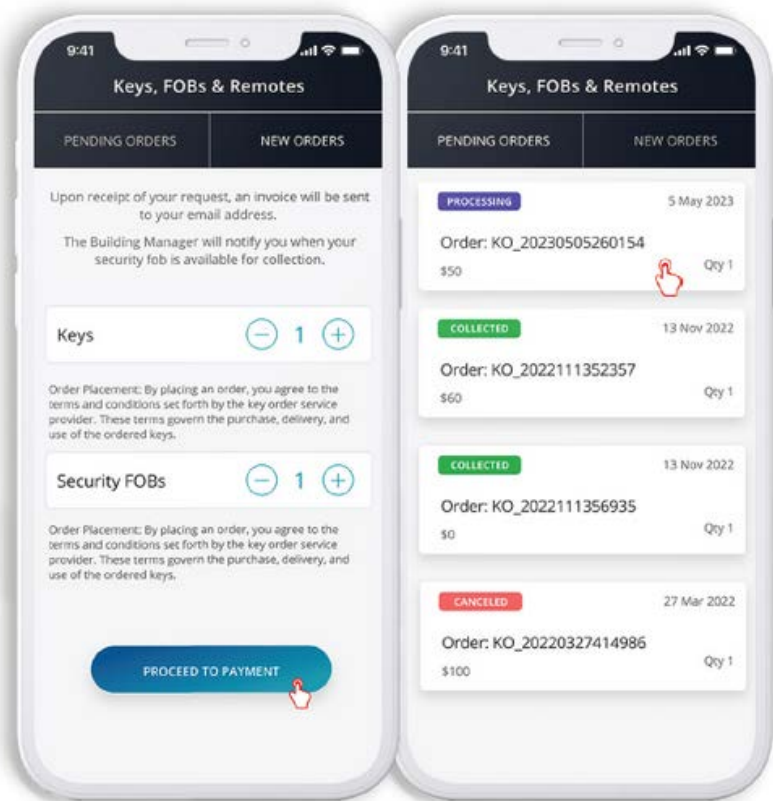 9:41
Keys, FOBs & Remotes
PENDING ORDERS
NEW ORDERS
Upon receipt of your request, an invoice will be sent
to your email address.
The Building Manager will notify you when your
security fob is available for collection.
Keys
1
Order Placement: By placing an order, you agree to the
terms and conditions set forth by the key order service
provider. These terms govern the purchase, delivery, and
use of the ordered keys.
Security FOBs
1
Order Placement: By placing an order, you agree to the
terms and conditions set forth by the key order service
provider. These terms govern the purchase, delivery, and
use of the ordered keys.
PROCEED TO PAYMENT
9:41
Keys, FOBs & Remotes
PENDING ORDERS
NEW ORDERS
PROCESSING
5 May 2023
Order: KO_20230505260154
$50
Qty 1
COLLECTED
13 Nov 2022
Order: KO_2022111352357
$60
Qty 1
COLLECTED
13 Nov 2022
Order: KO_2022111356935
$0
Qty 1
CANCELED
27 Mar 2022
Order: KO_20220327414986
$100
Qty 1